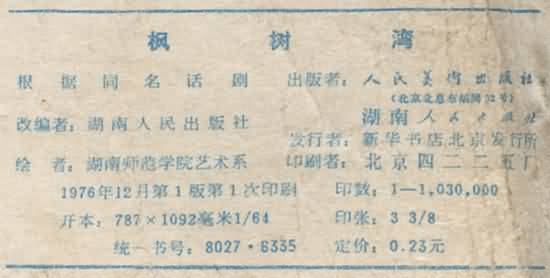 枫树湾
根据同名话剧 出版者：人民美术出版社
（北京北总布胡同32号）
改编者：湖南人民出版社 湖南人民出版社
发行者：新华书店北京发行所
绘者：湖南师范学院艺术系 印刷者：北京四二二五厂
1976年12月第1版第1次印刷 印数：1—1,030,000
开本：787×1092毫米1/64 印张：3 3/8
统一书号：8027·6335 定价：0.23元